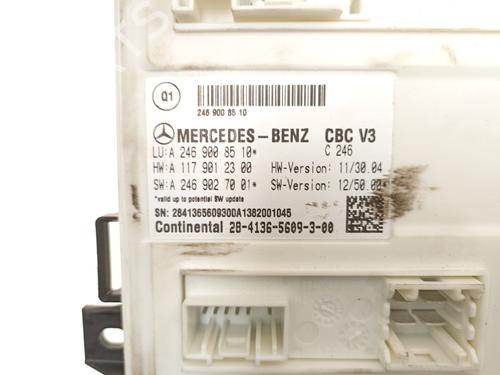 Q1
246 900 85 10
MERCEDES-BENZ CBC V3
LU:A 246 900 85 10* C 246
HW:A 117 901 23 00 HW-Version: 11/30.04
SW:A 246 902 70 01* SW-Version: 12/50.00*
*valid up to potential SW update
SN: 2841365609300A1382001045
Continental 28-4136-5609-3-00